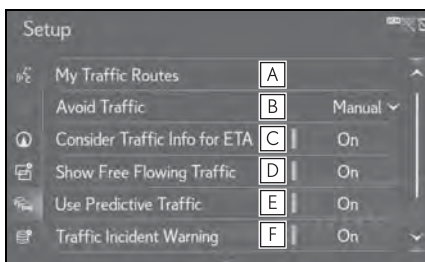 Setup
My Traffic Routes A
Avoid Traffic B Manual
Consider Traffic Info for ETA C On
Show Free Flowing Traffic D On
Use Predictive Traffic E On
Traffic Incident Warning F On